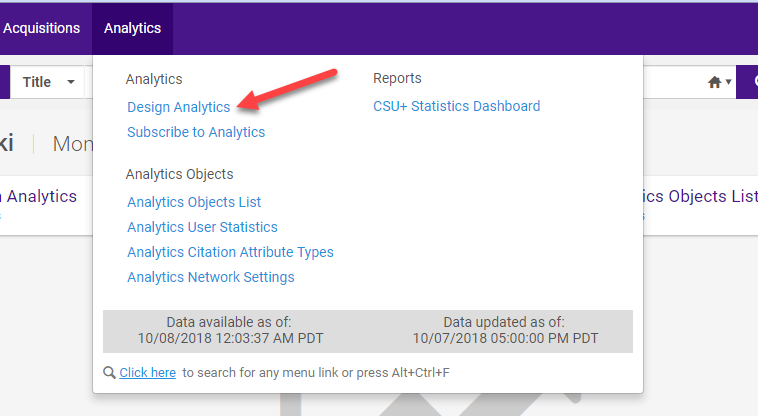 Acquisitions
Analytics
Title
ki
Mon
Analytics
Reports
Design Analytics
CSU+ Statistics Dashboard
Subscribe to Analytics
Analytics Objects
Analytics Objects List
Analytics User Statistics
Analytics Citation Attribute Types
Analytics Network Settings
n Analytics
ics Objects List
Data available as of:
10/08/2018 12:03:37 AM PDT
Data updated as of:
10/07/2018 05:00:00 PM PDT
Click here to search for any menu link or press Alt+Ctrl+F